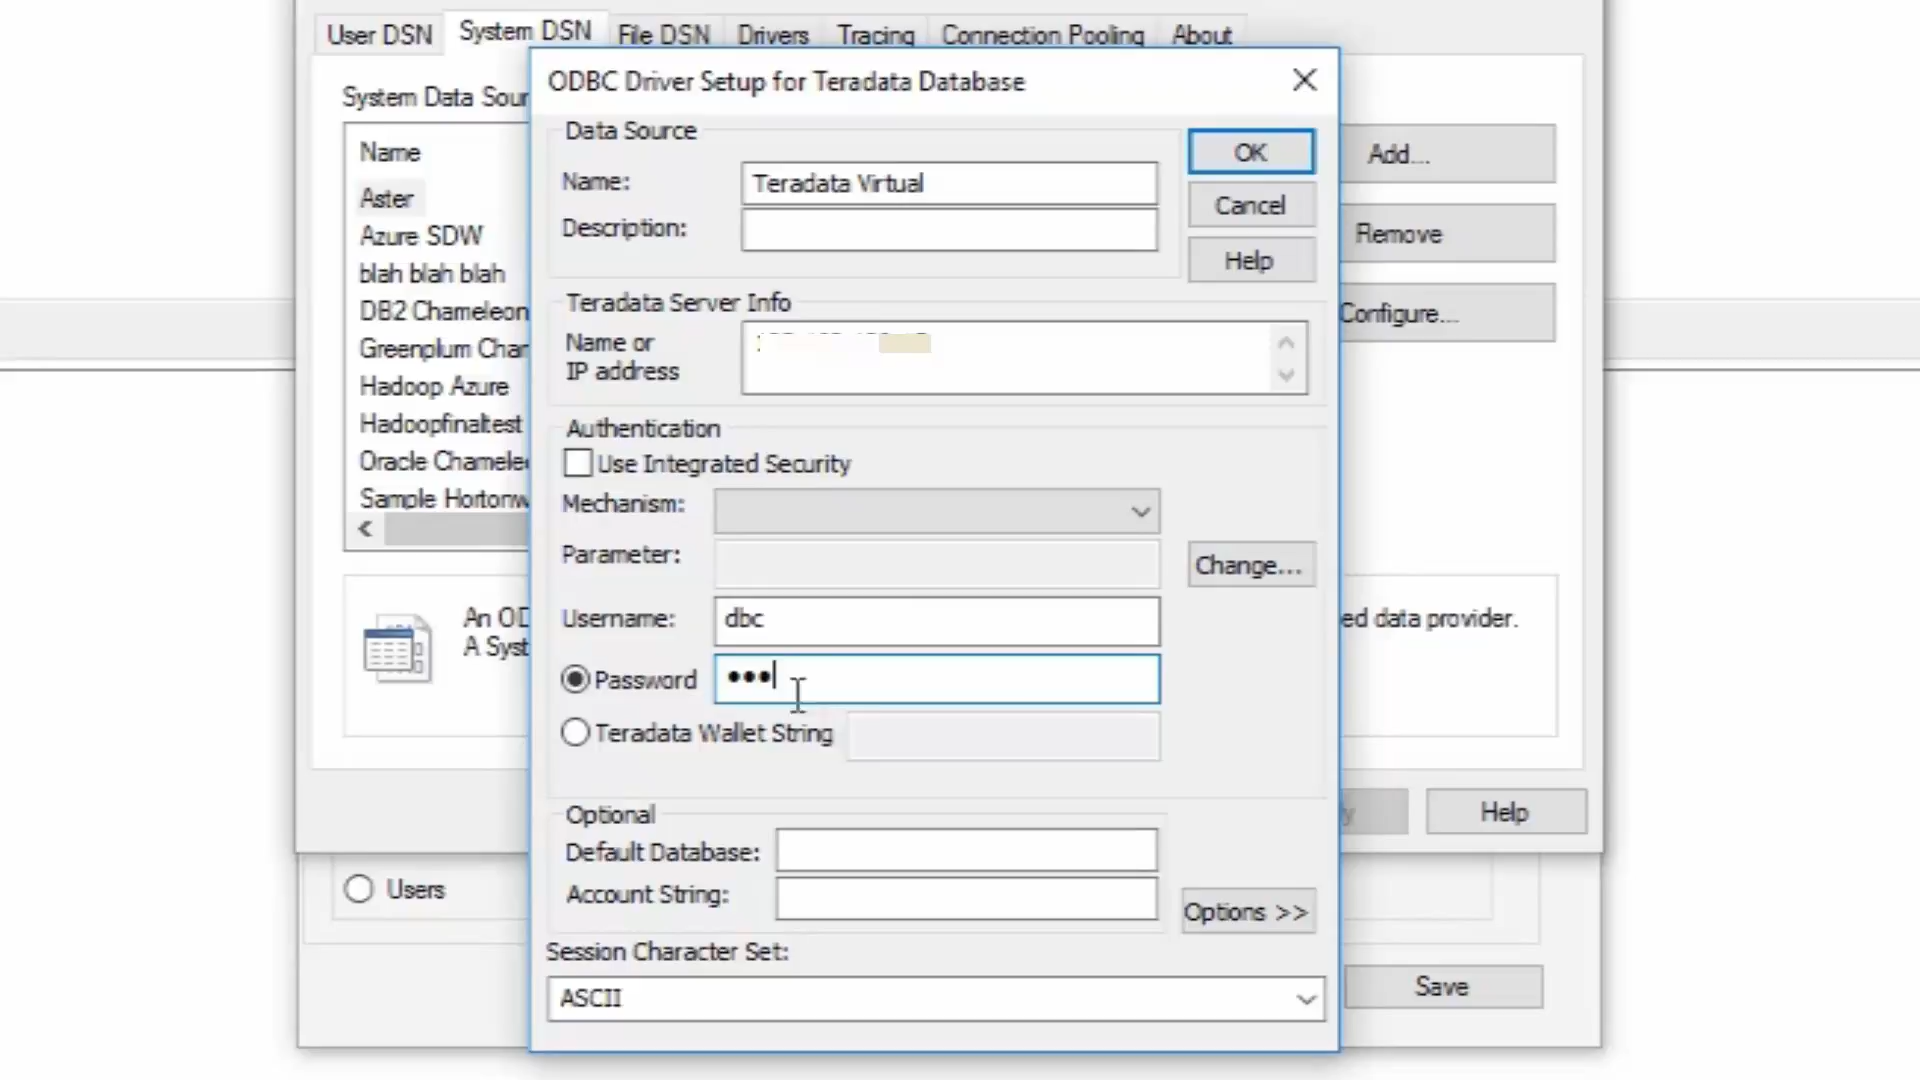 User DSN System DSN File DSN Drivers Tracing Connection Pooling About
ODBC Driver Setup for Teradata Database
System Data Sour
Data Source
OK
Add...
Name
Name: Teradata Virtual
Cancel
Aster
Description:
Remove
Azure SDW
Help
blah blah blah
Teradata Server Info
DB2 Chameleon
Configure...
Name or
IP address
Greenplum Char
Hadoop Azure
Hadoopfinaltest
Authentication
Use Integrated Security
Oracle Chamele
Sample Hortonw
Mechanism:
<
Parameter:
Change...
An OD
A Syst
Username: dbc
ed data provider.
Password •••
Teradata Wallet String
Optional
y
Help
Default Database:
Users
Account String:
Options >>
Session Character Set:
ASCII
Save